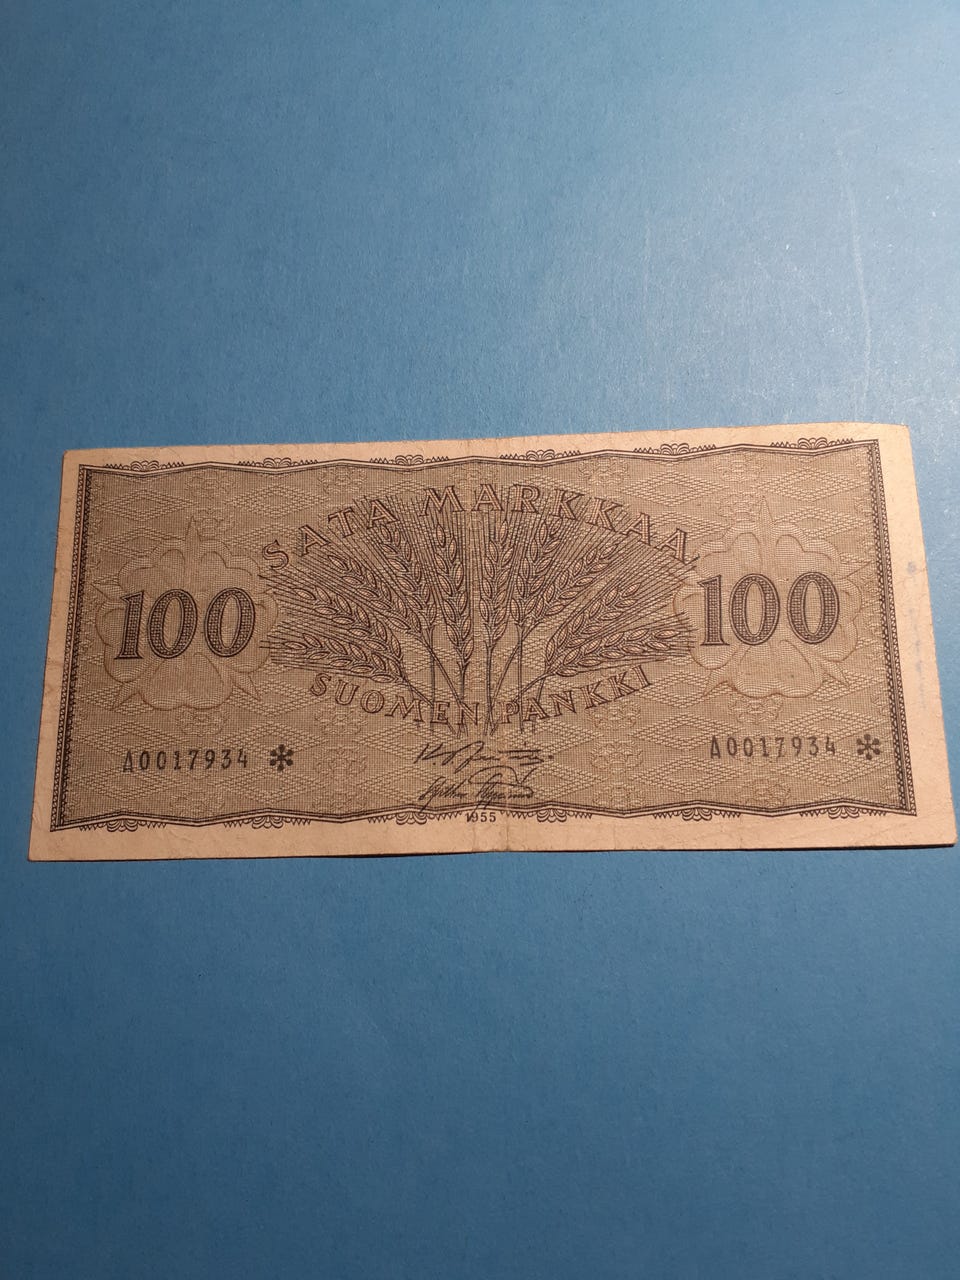 SATA MARKKAA
100 100
SUOMEN PANKKI
A0017934 * A0017934 *
1955